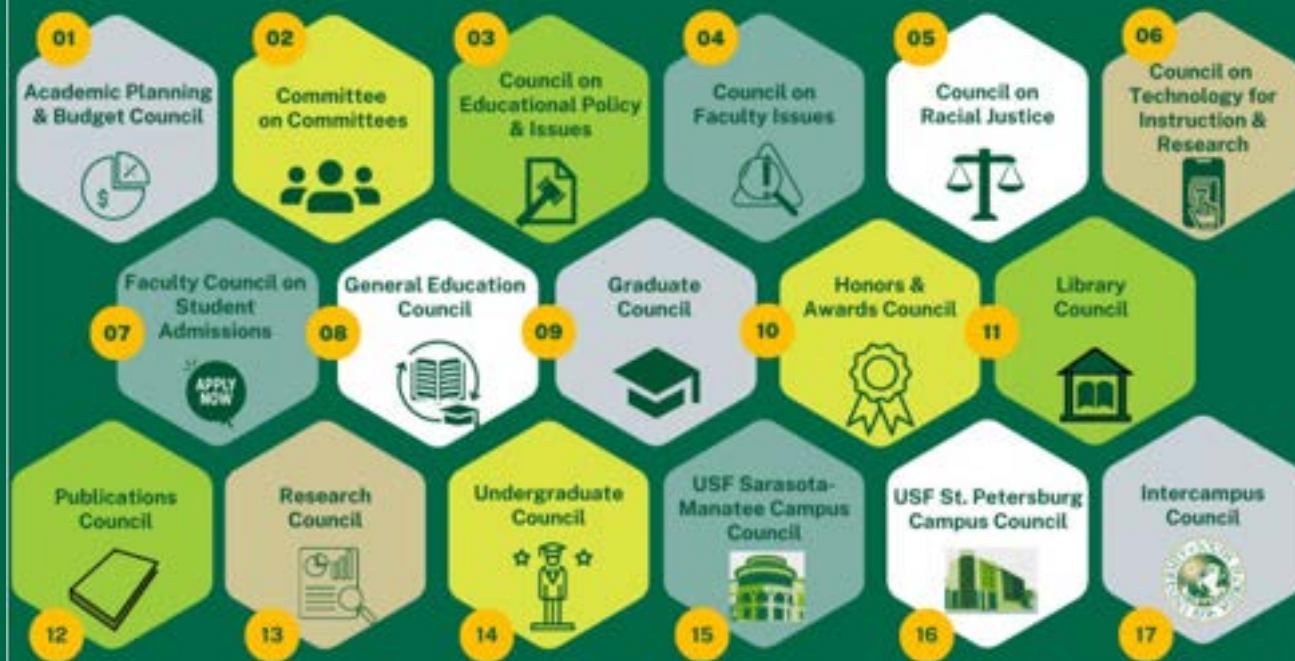 01
Academic Planning
& Budget Council
$
%
02
Committee
on Committees
03
Council on
Educational Policy
& Issues
04
Council on
Faculty Issues
05
Council on
Racial Justice
06
Council on
Technology for
Instruction &
Research
07
Faculty Council on
Student
Admissions
APPLY
NOW
08
General Education
Council
09
Graduate
Council
10
Honors &
Awards Council
11
Library
Council
12
Publications
Council
13
Research
Council
14
Undergraduate
Council
15
USF Sarasota-
Manatee Campus
Council
16
USF St. Petersburg
Campus Council
17
Intercampus
Council